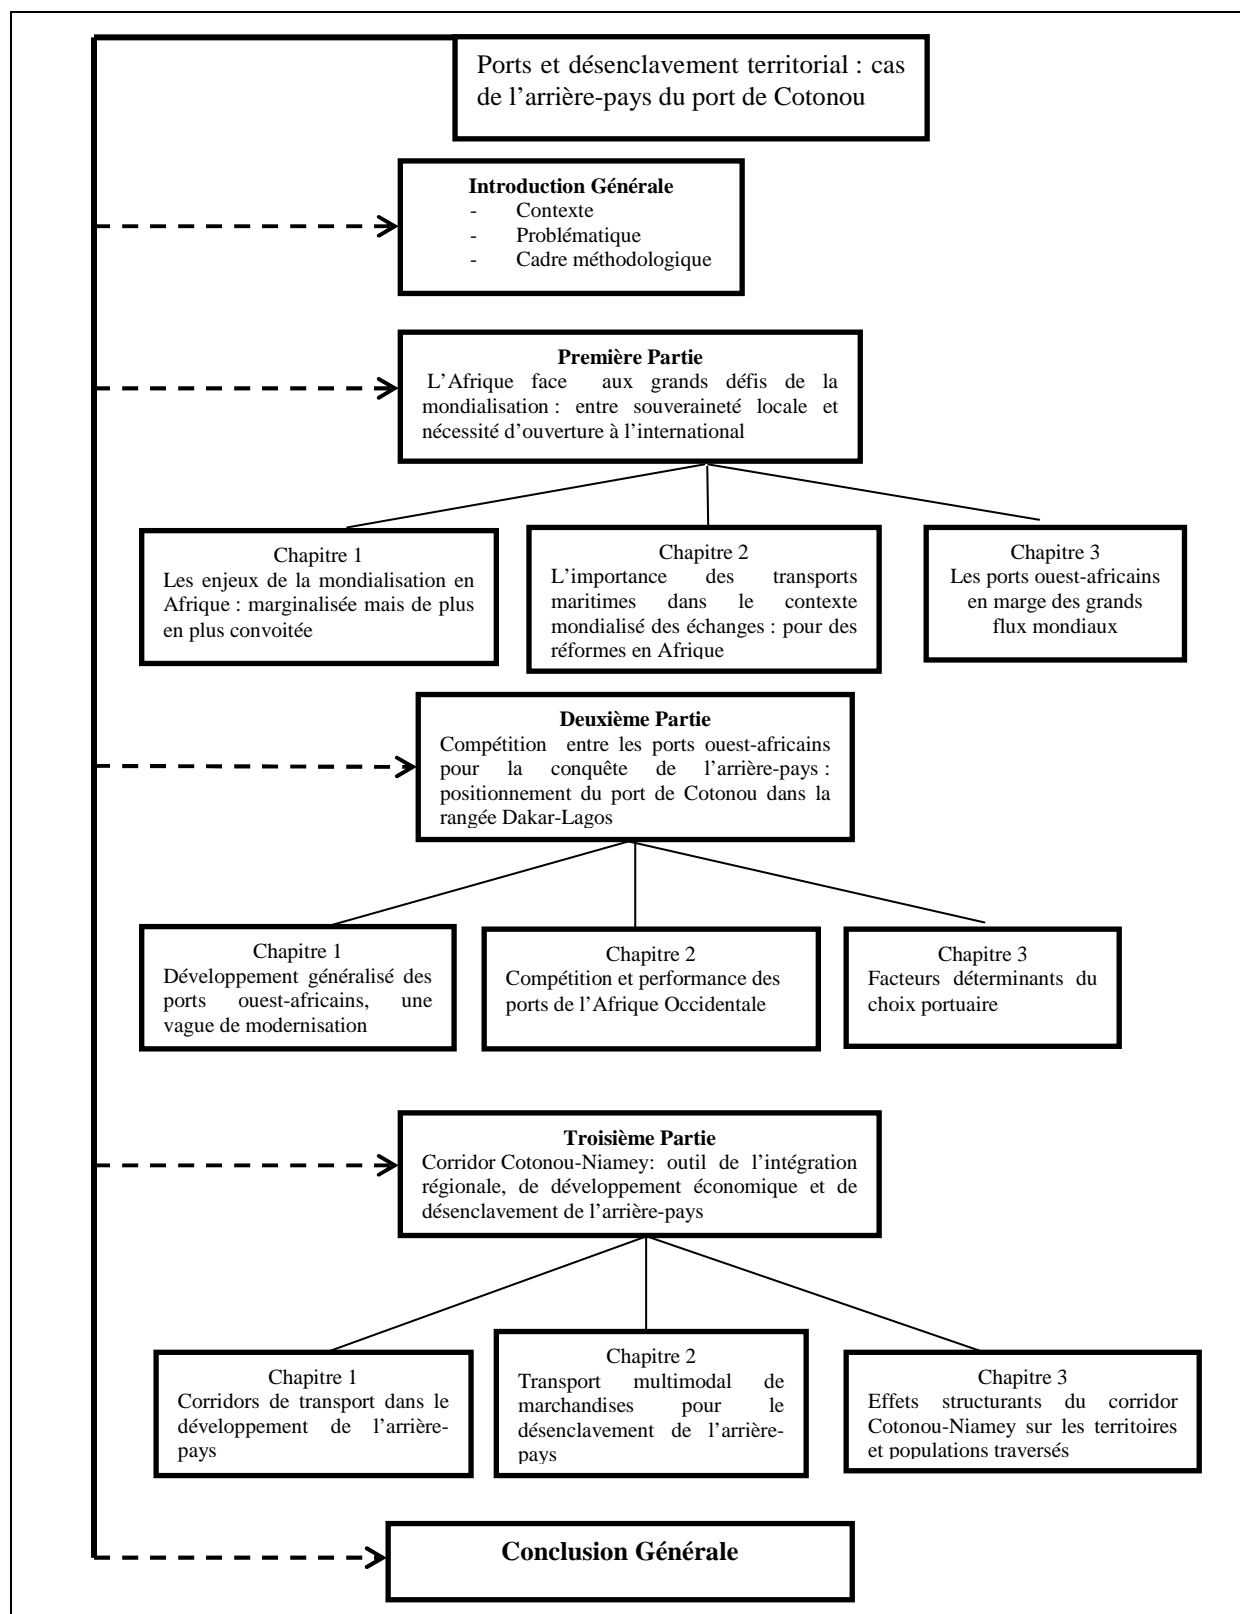 Ports et désenclavement territorial : cas
de l’arrière-pays du port de Cotonou
Introduction Générale
- Contexte
- Problématique
- Cadre méthodologique
Première Partie
L’Afrique face aux grands défis de la
mondialisation : entre souveraineté locale et
nécessité d’ouverture à l’international
Chapitre 1
Les enjeux de la mondialisation en
Afrique : marginalisée mais de plus
en plus convoitée
Chapitre 2
L’importance des transports
maritimes dans le contexte
mondialisé des échanges : pour des
réformes en Afrique
Chapitre 3
Les ports ouest-africains
en marge des grands
flux mondiaux
Deuxième Partie
Compétition entre les ports ouest-africains
pour la conquête de l’arrière-pays :
positionnement du port de Cotonou dans la
rangée Dakar-Lagos
Chapitre 1
Développement généralisé des
ports ouest-africains, une
vague de modernisation
Chapitre 2
Compétition et performance des
ports de l’Afrique Occidentale
Chapitre 3
Facteurs déterminants du
choix portuaire
Troisième Partie
Corridor Cotonou-Niamey: outil de l’intégration
régionale, de développement économique et de
désenclavement de l’arrière-pays
Chapitre 1
Corridors de transport dans le
développement de l’arrière-
pays
Chapitre 2
Transport multimodal de
marchandises pour le
désenclavement de l’arrière-
pays
Chapitre 3
Effets structurants du corridor
Cotonou-Niamey sur les territoires
et populations traversés
Conclusion Générale